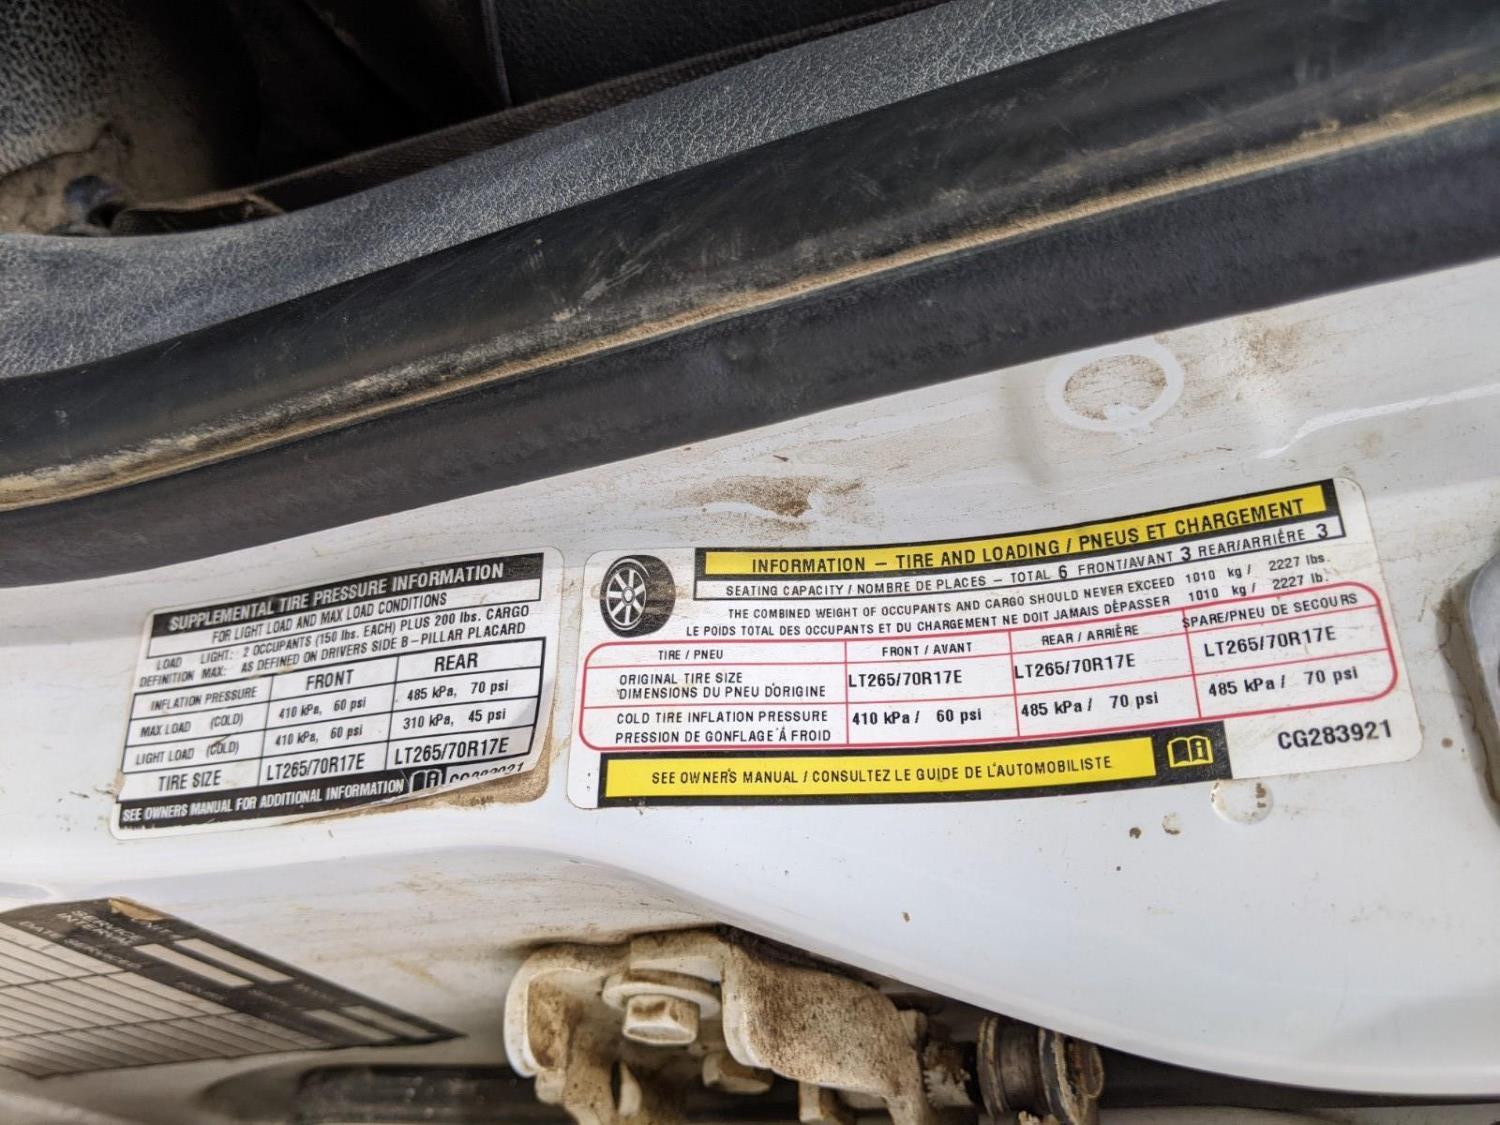 SUPPLEMENTAL TIRE PRESSURE INFORMATION
FOR LIGHT LOAD AND MAX LOAD CONDITIONS
LOAD LIGHT: 2 OCCUPANTS (150 lbs. EACH) PLUS 200 lbs. CARGO
DEFINITION MAX: AS DEFINED ON DRIVERS SIDE B-PILLAR PLACARD
INFLATION PRESSURE FRONT REAR
MAX LOAD (COLD) 410 kPa, 60 psi 485 kPa, 70 psi
LIGHT LOAD (COLD) 410 kPa, 60 psi 310 kPa, 45 psi
TIRE SIZE LT265/70R17E LT265/70R17E
SEE OWNERS MANUAL FOR ADDITIONAL INFORMATION
INFORMATION – TIRE AND LOADING / PNEUS ET CHARGEMENT
SEATING CAPACITY / NOMBRE DE PLACES – TOTAL 6 FRONT/AVANT 3 REAR/ARRIÈRE 3
THE COMBINED WEIGHT OF OCCUPANTS AND CARGO SHOULD NEVER EXCEED 1010 kg / 2227 lbs.
LE POIDS TOTAL DES OCCUPANTS ET DU CHARGEMENT NE DOIT JAMAIS DÉPASSER 1010 kg / 2227 lb.
TIRE / PNEU FRONT / AVANT REAR / ARRIÈRE SPARE/PNEU DE SECOURS
ORIGINAL TIRE SIZE
DIMENSIONS DU PNEU D'ORIGINE LT265/70R17E LT265/70R17E LT265/70R17E
COLD TIRE INFLATION PRESSURE
PRESSION DE GONFLAGE À FROID 410 kPa / 60 psi 485 kPa / 70 psi 485 kPa / 70 psi
SEE OWNER'S MANUAL / CONSULTEZ LE GUIDE DE L'AUTOMOBILISTE
CG283921
UNIT
SERVICE
INTERVAL
DATE SERVICED